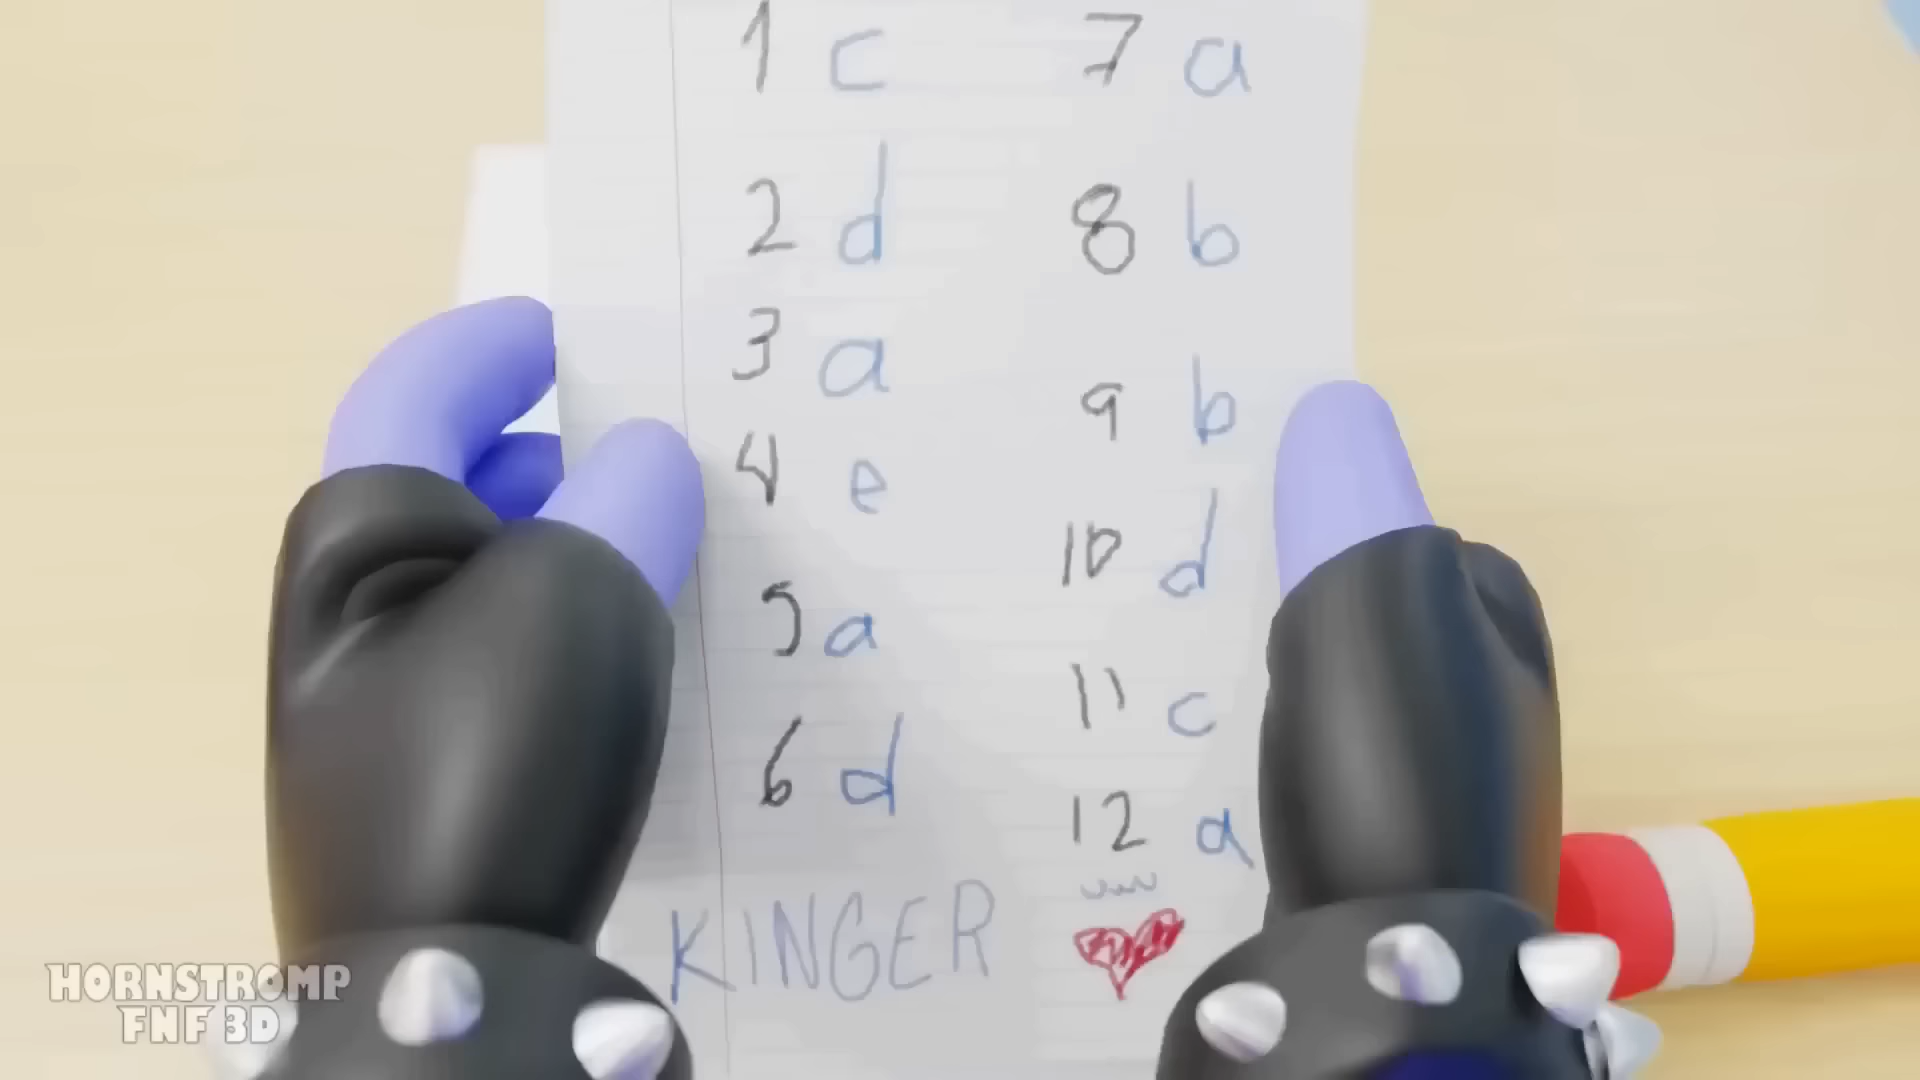 1 c
2 d
3 a
4 e
5 a
6 d
7 a
8 b
9 b
10 d
11 c
12 a
KINGER
HORNSTROMP
FNF 3D